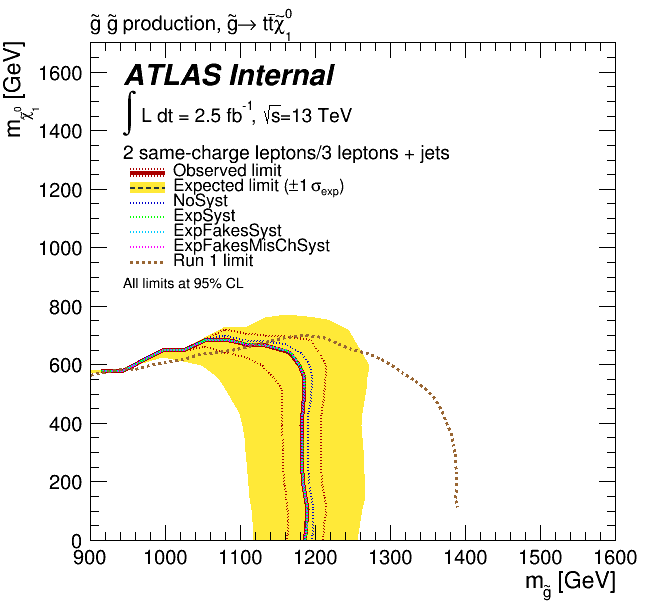 g̃ g̃ production, g̃→ tt̄χ̃₁⁰
m_χ̃₁⁰ [GeV]
1600
1400
1200
1000
800
600
400
200
0
ATLAS Internal
∫ L dt = 2.5 fb⁻¹, √s=13 TeV
2 same-charge leptons/3 leptons + jets
Observed limit
Expected limit (±1 σ_exp)
NoSyst
ExpSyst
ExpFakesSyst
ExpFakesMisChSyst
Run 1 limit
All limits at 95% CL
900 1000 1100 1200 1300 1400 1500 1600
m_g̃ [GeV]